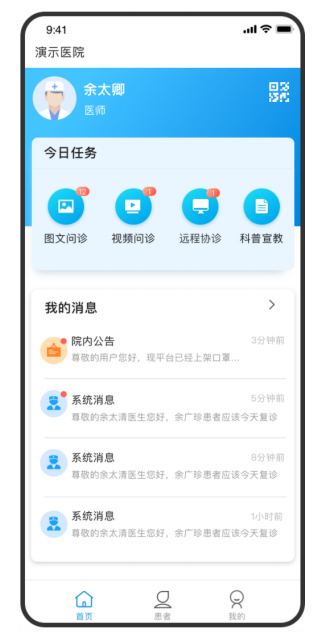 9:41
演示医院
余太卿
医师
今日任务
12
1
1
图文问诊
视频问诊
远程协诊
科普宣教
我的消息
院内公告
3分钟前
尊敬的用户您好，现平台已经上架口罩...
系统消息
5分钟前
尊敬的余太清医生您好，余广珍患者应该今天复诊
系统消息
8分钟前
尊敬的余太清医生您好，余广珍患者应该今天复诊
系统消息
1小时前
尊敬的余太清医生您好，余广珍患者应该今天复诊
首页
患者
我的